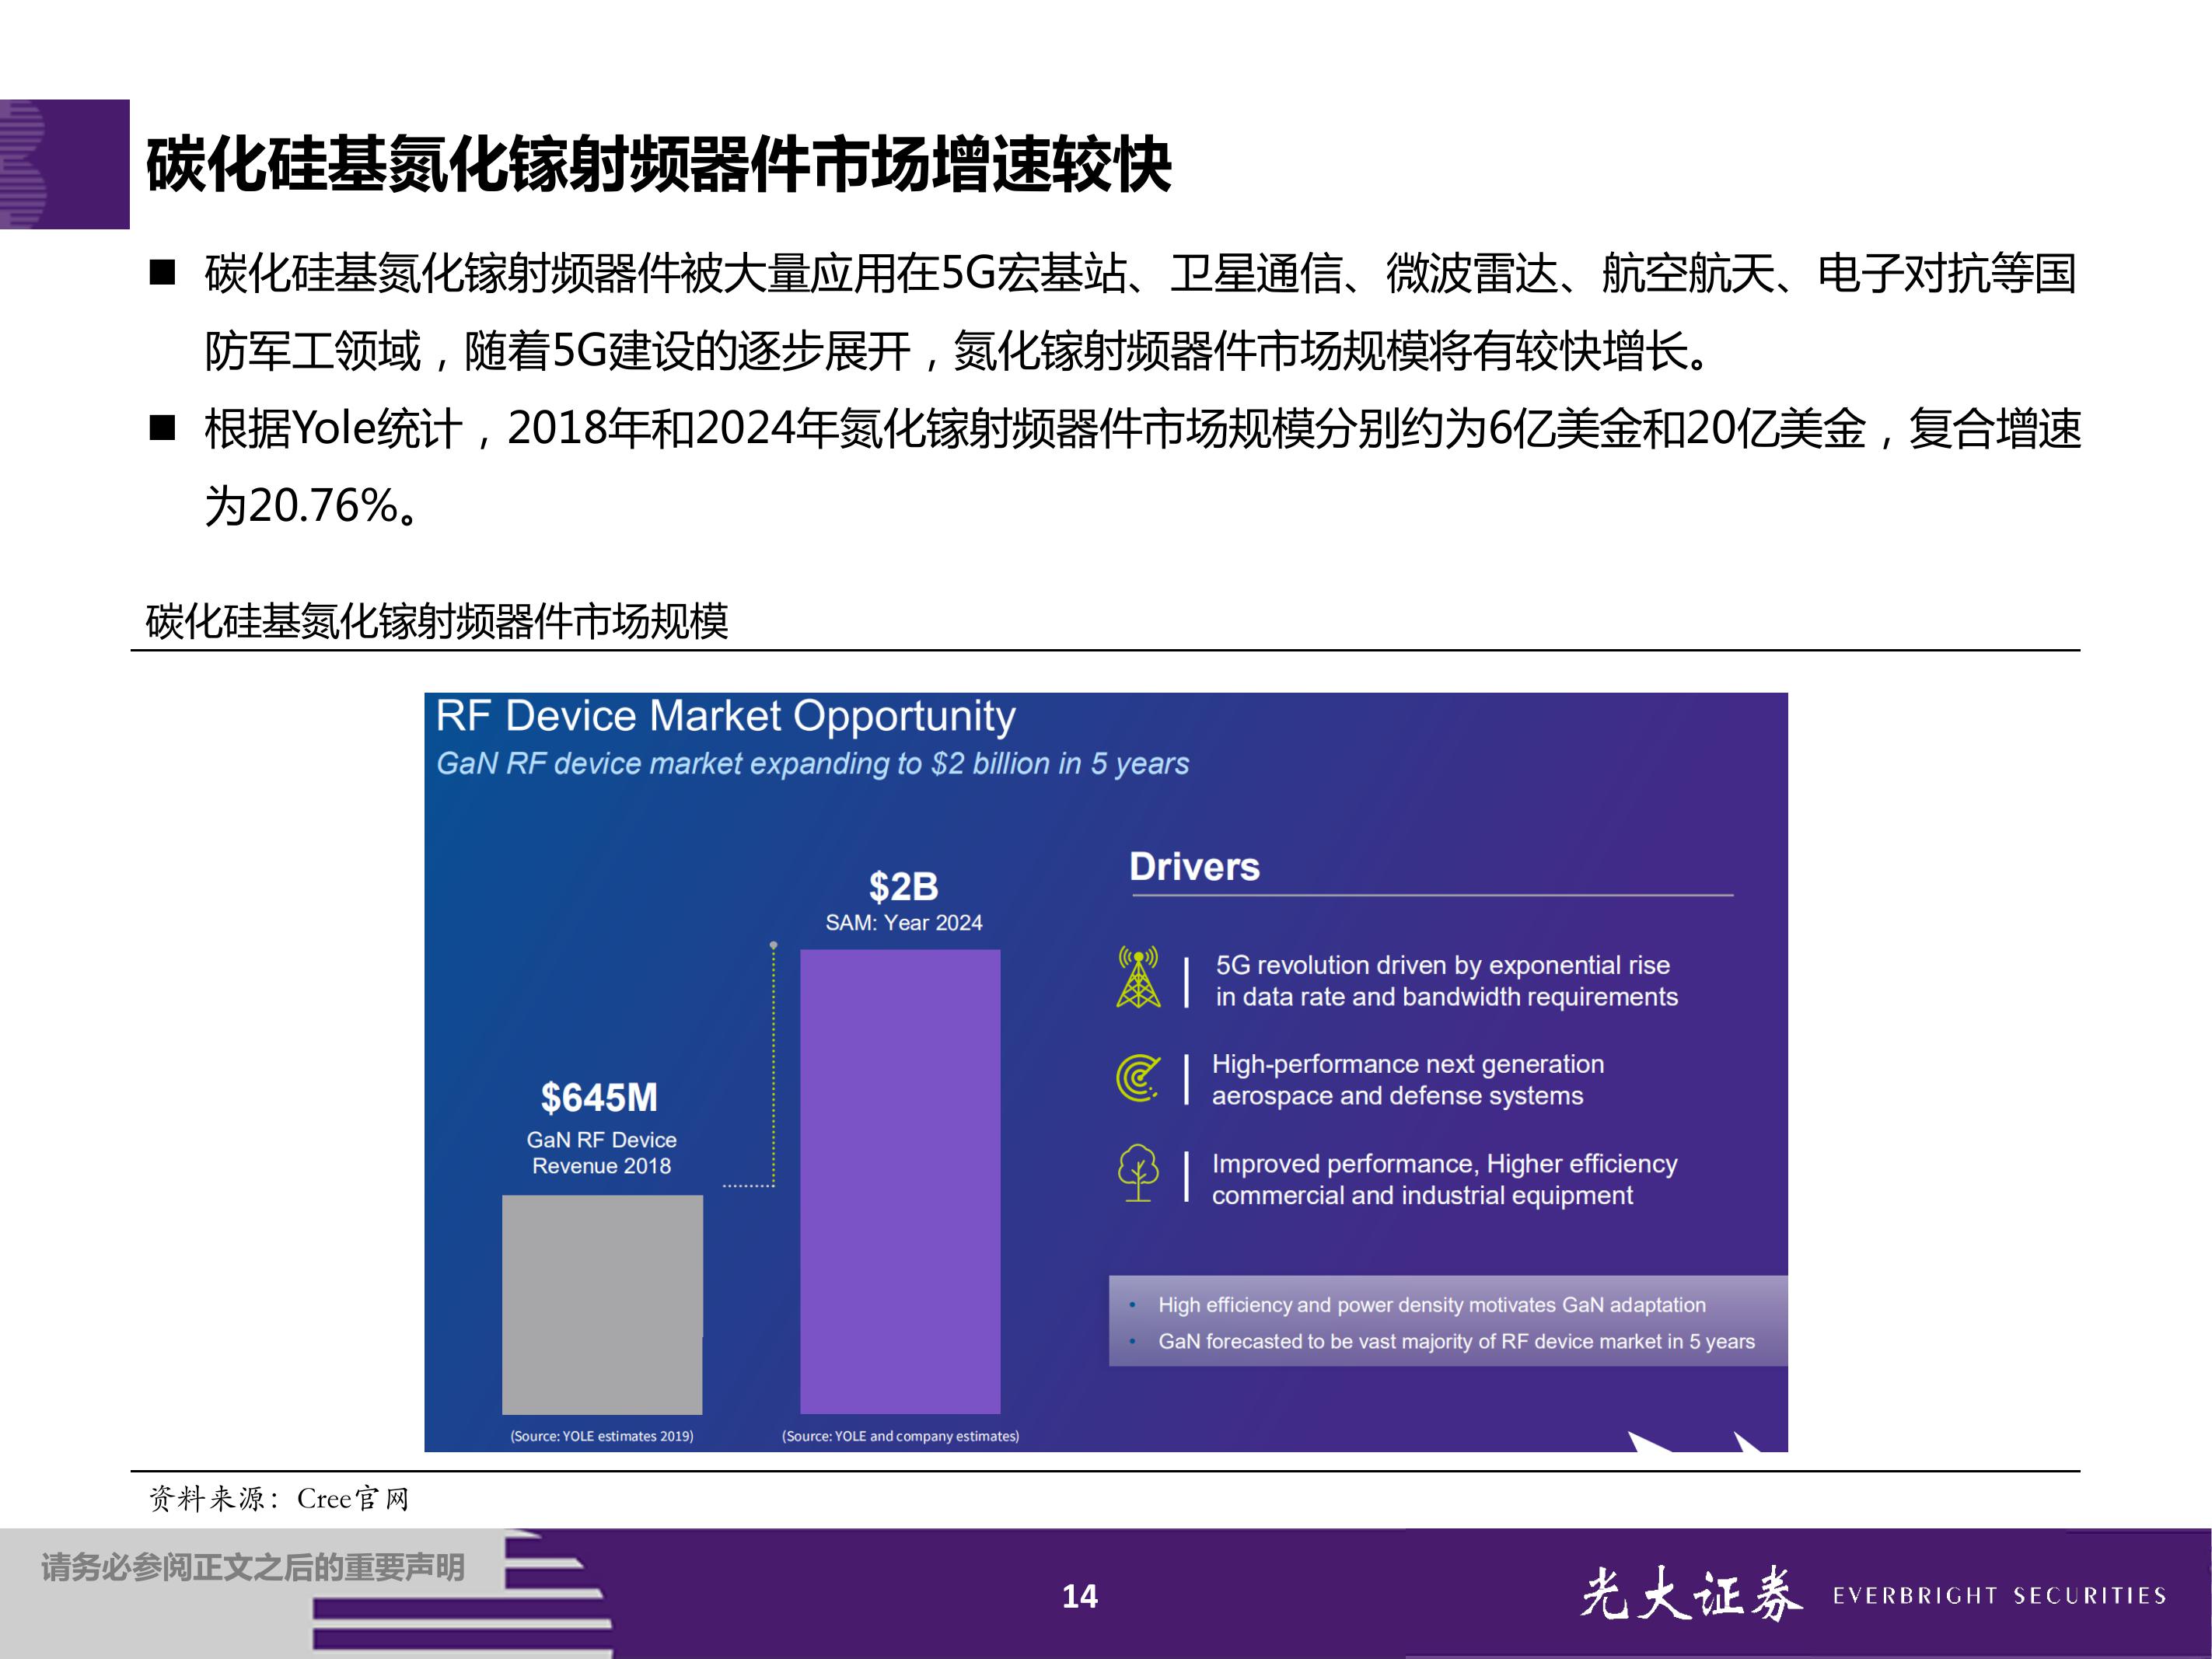 碳化硅基氮化镓射频器件市场增速较快
■ 碳化硅基氮化镓射频器件被大量应用在5G宏基站、卫星通信、微波雷达、航空航天、电子对抗等国
防军工领域，随着5G建设的逐步展开，氮化镓射频器件市场规模将有较快增长。
■ 根据Yole统计，2018年和2024年氮化镓射频器件市场规模分别约为6亿美金和20亿美金，复合增速
为20.76%。
碳化硅基氮化镓射频器件市场规模
RF Device Market Opportunity
GaN RF device market expanding to $2 billion in 5 years
$2B
SAM: Year 2024
$645M
GaN RF Device
Revenue 2018
(Source: YOLE estimates 2019)
(Source: YOLE and company estimates)
Drivers
5G revolution driven by exponential rise
in data rate and bandwidth requirements
High-performance next generation
aerospace and defense systems
Improved performance, Higher efficiency
commercial and industrial equipment
• High efficiency and power density motivates GaN adaptation
• GaN forecasted to be vast majority of RF device market in 5 years
资料来源：Cree官网
请务必参阅正文之后的重要声明
14
光大证券 EVERBRIGHT SECURITIES